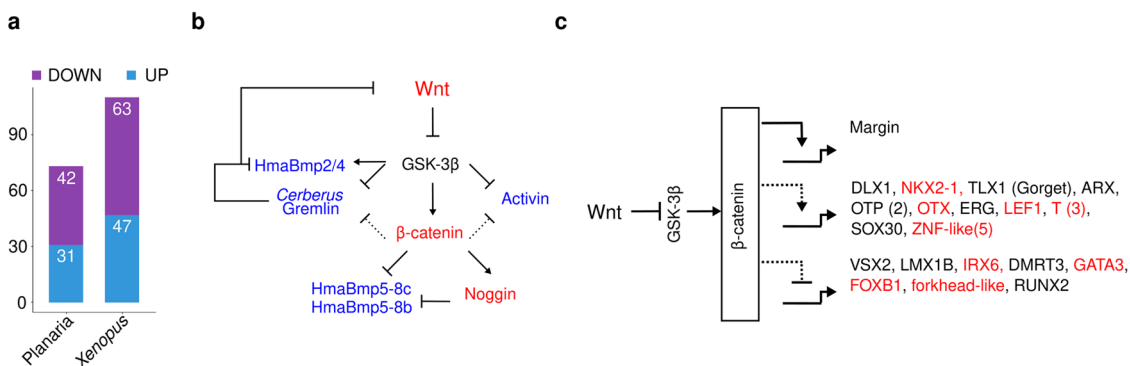 a
DOWN UP
90
60
30
0
42
31
63
47
Planaria
Xenopus
b
Wnt
HmaBmp2/4
GSK-3β
Cerberus
Gremlin
Activin
β-catenin
HmaBmp5-8c
HmaBmp5-8b
Noggin
c
Wnt
GSK-3β
β-catenin
Margin
DLX1, NKX2-1, TLX1 (Gorget), ARX,
OTP (2), OTX, ERG, LEF1, T (3),
SOX30, ZNF-like(5)
VSX2, LMX1B, IRX6, DMRT3, GATA3,
FOXB1, forkhead-like, RUNX2